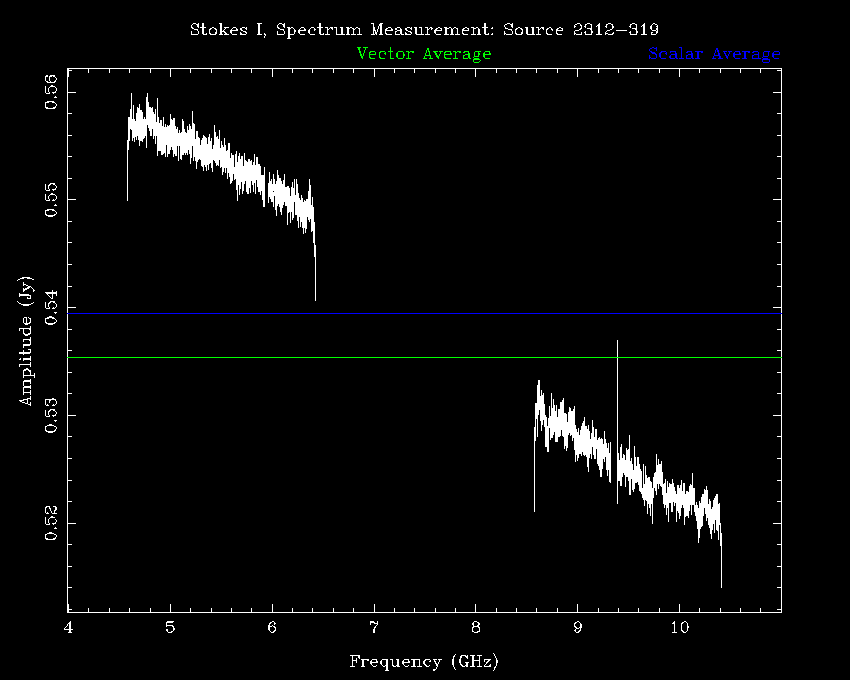 Stokes I, Spectrum Measurement: Source 2312-319
Vector Average Scalar Average
0.56
0.55
0.54
0.53
0.52
Amplitude (Jy)
4 5 6 7 8 9 10
Frequency (GHz)